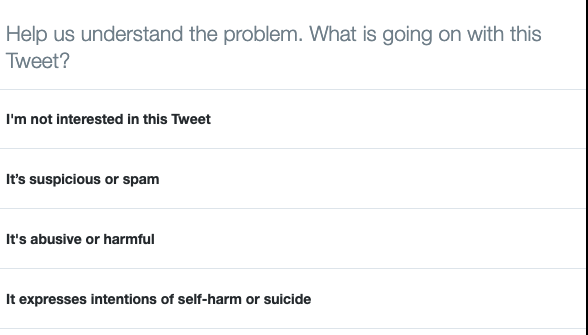 Help us understand the problem. What is going on with this
Tweet?
I'm not interested in this Tweet
It’s suspicious or spam
It's abusive or harmful
It expresses intentions of self-harm or suicide